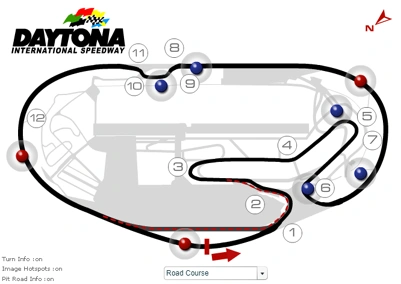 DAYTONA
INTERNATIONAL SPEEDWAY
N
11
8
10
9
12
5
4
7
3
6
2
1
Turn Info :on
Image Hotspots :on
Pit Road Info :on
Road Course